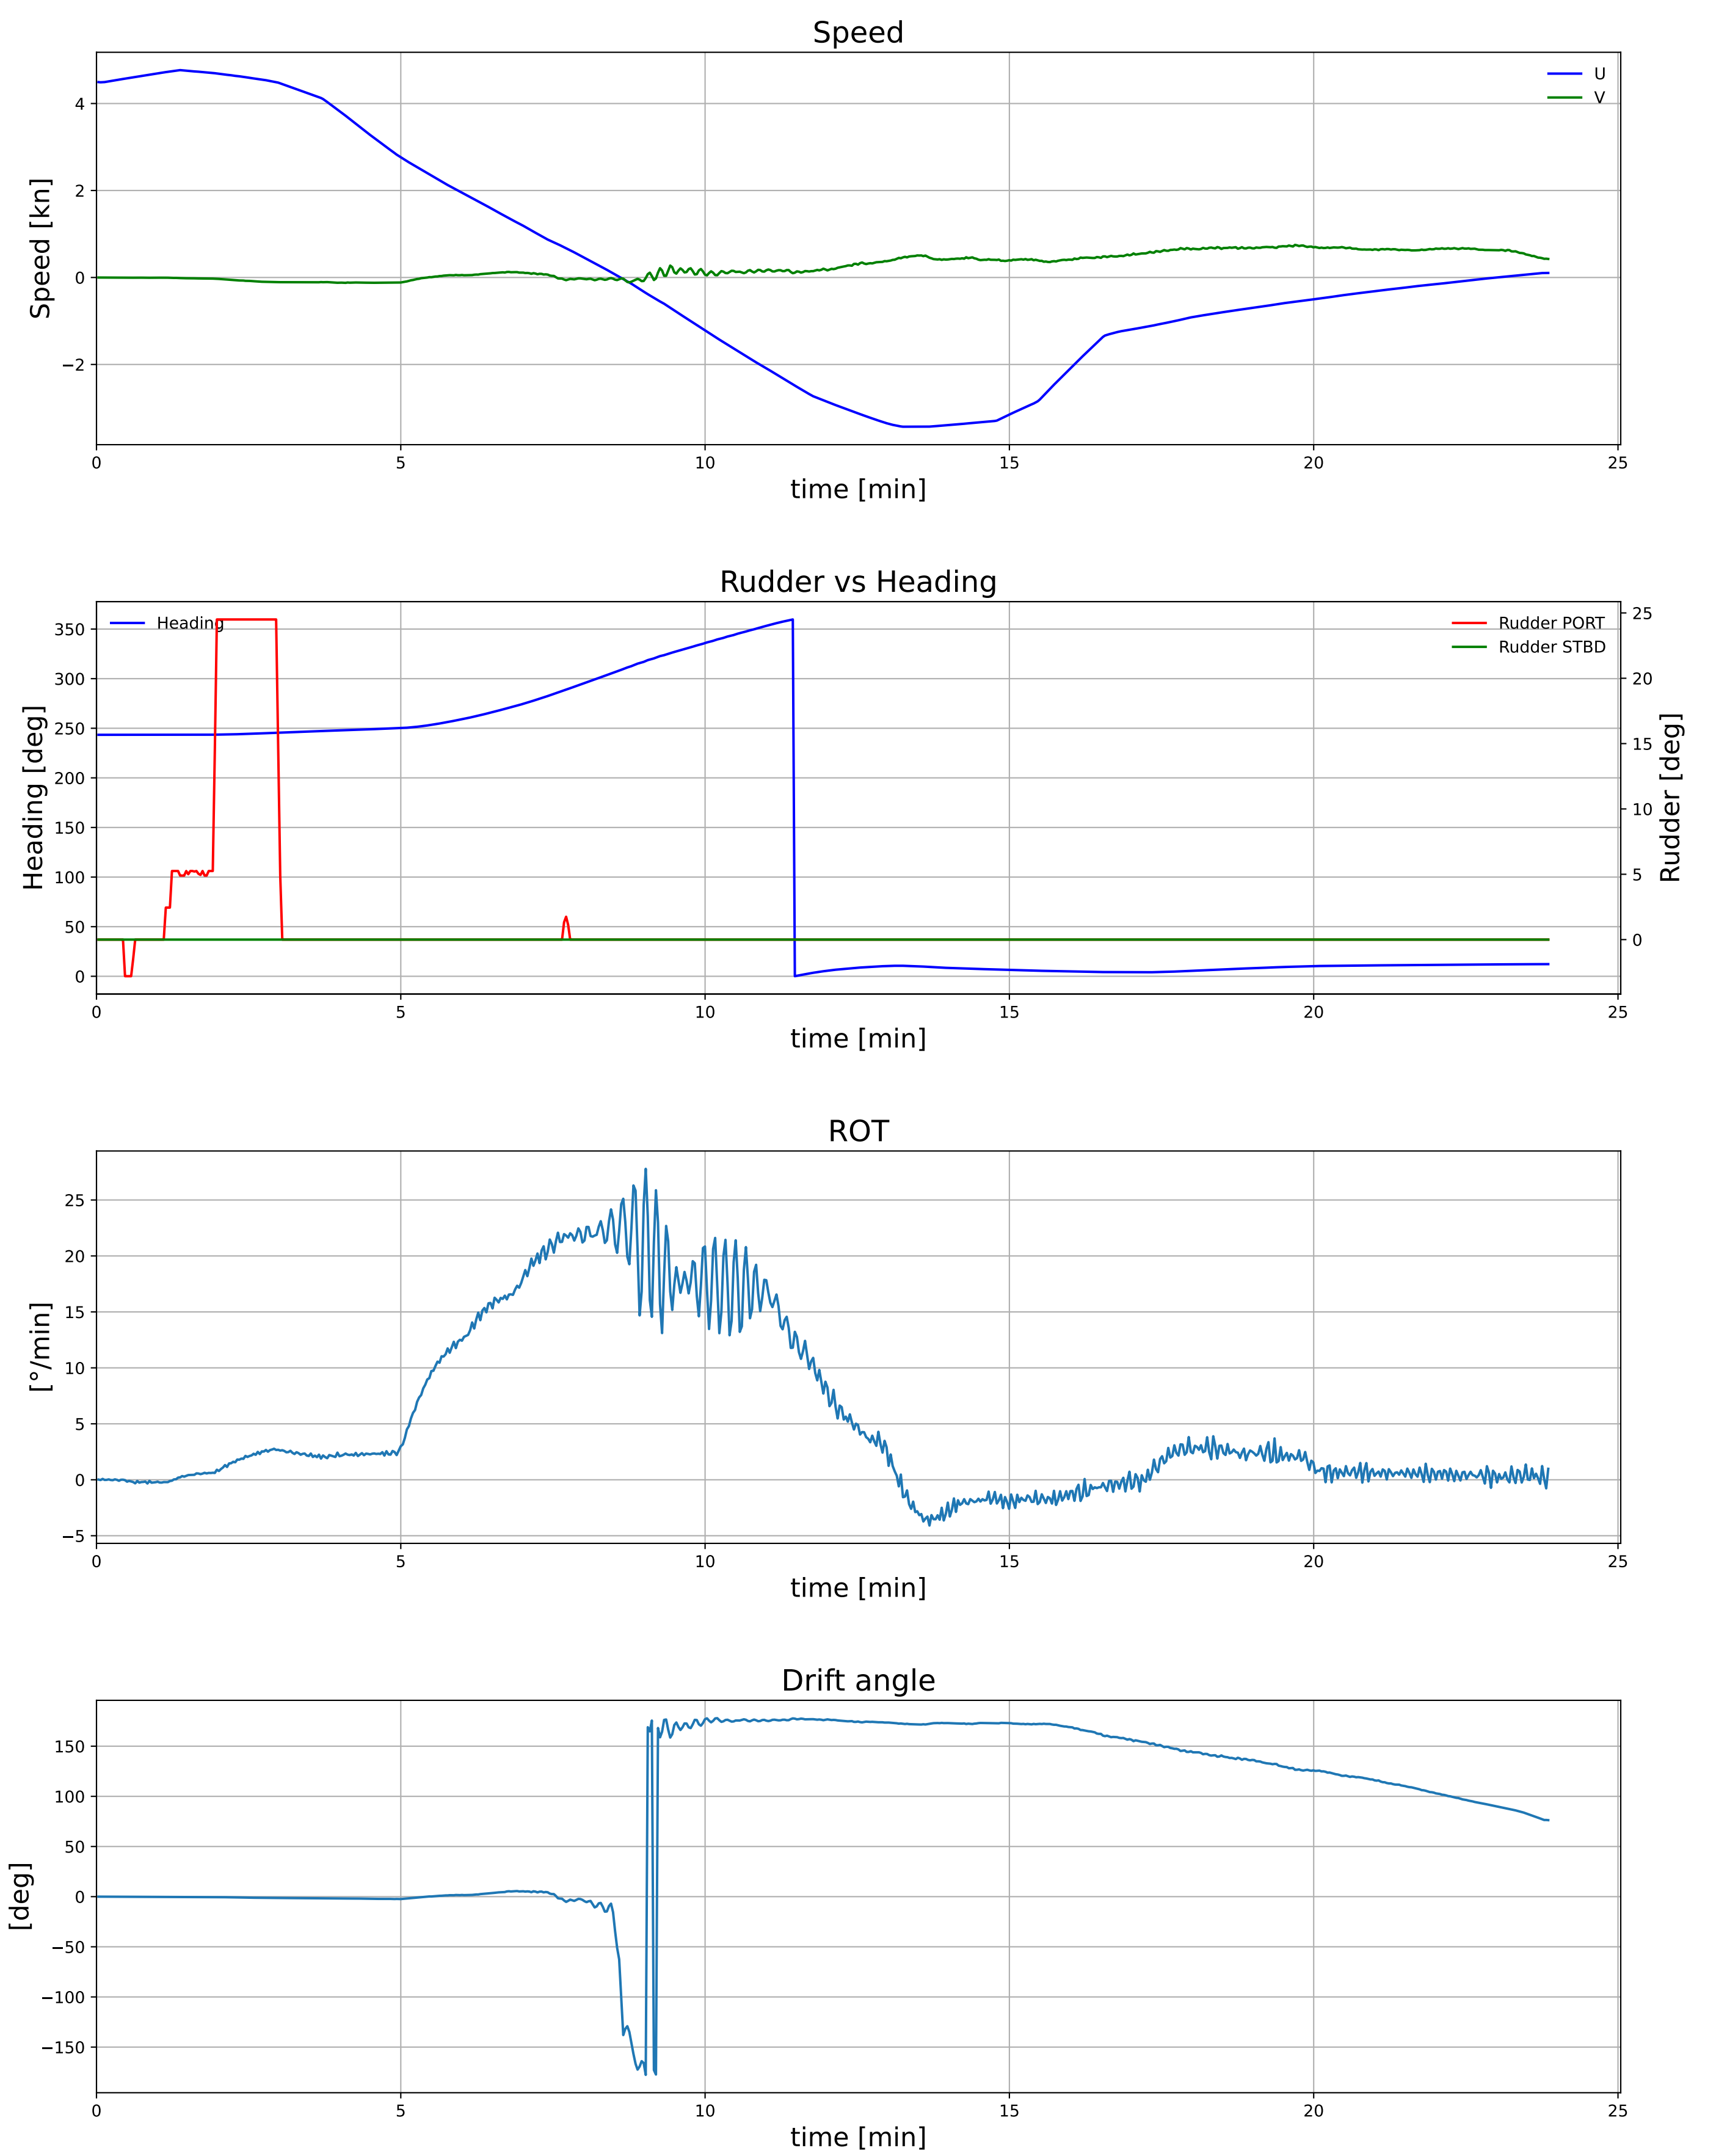 Speed
Speed [kn]
4
2
0
−2
U
V
0 5 10 15 20 25
time [min]
Rudder vs Heading
Heading [deg]
350
300
250
200
150
100
50
0
Heading
Rudder PORT
Rudder STBD
25
20
15
10
5
0
Rudder [deg]
0 5 10 15 20 25
time [min]
ROT
[°/min]
25
20
15
10
5
0
−5
0 5 10 15 20 25
time [min]
Drift angle
[deg]
150
100
50
0
−50
−100
−150
0 5 10 15 20 25
time [min]